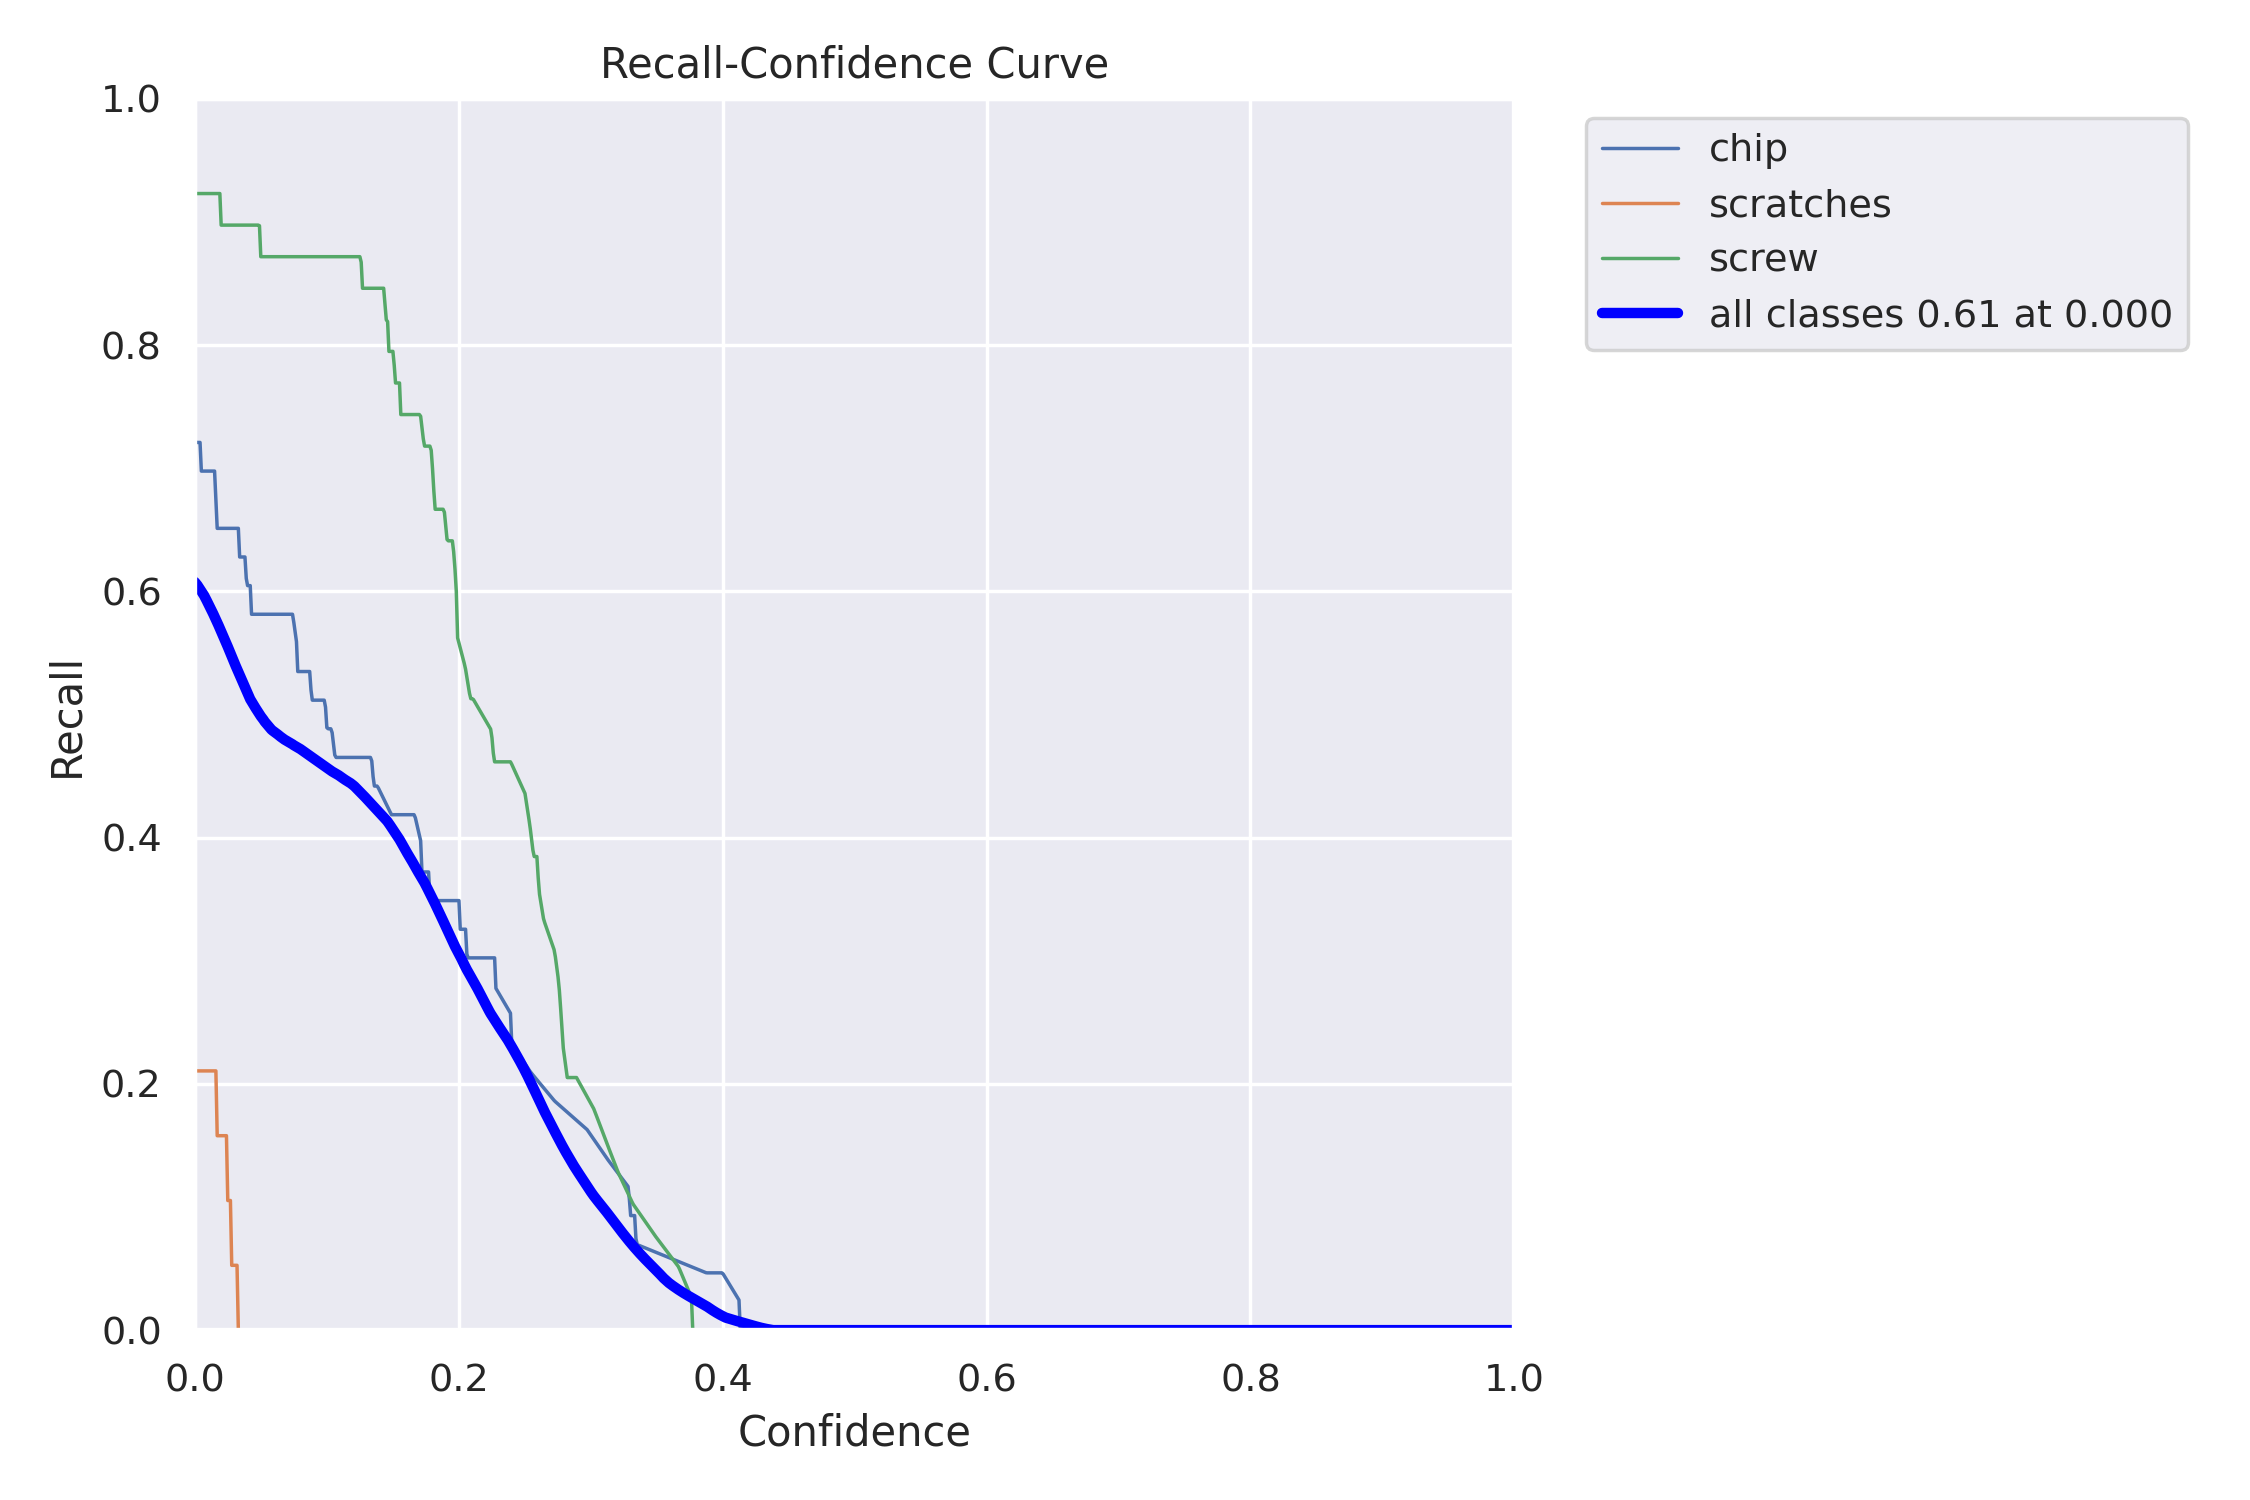 Recall-Confidence Curve
1.0
0.8
0.6
0.4
0.2
0.0
Recall
0.0 0.2 0.4 0.6 0.8 1.0
Confidence
chip
scratches
screw
all classes 0.61 at 0.000